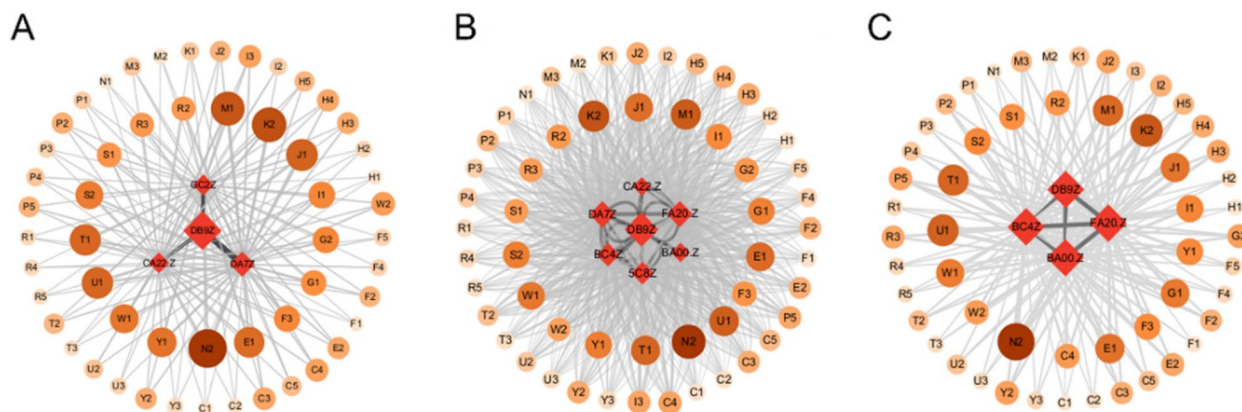 A
K1
J2
I3
I2
H5
H4
H3
H2
H1
W2
F5
F4
F2
F1
E2
C4
C5
C3
C2
C1
Y3
Y2
U3
U2
T3
T2
R5
R4
R1
P5
P4
P3
P2
P1
N1
M3
M2
R2
M1
K2
J1
I1
G2
G1
F3
E1
N2
Y1
W1
U1
T1
S2
S1
R3
GC2Z
DB9Z
CA22.Z
DA7Z
B
K1
J2
I2
H5
H4
H3
H2
H1
F5
F4
F2
F1
E2
P5
C5
C3
C2
C1
C4
I3
Y3
Y2
U3
U2
T3
T2
R5
R4
R1
P4
P3
P2
P1
N1
M3
M2
J1
M1
I1
G2
G1
E1
F3
U1
N2
T1
Y1
W2
W1
S2
S1
R3
R2
K2
CA22.Z
DA7Z
FA20.Z
DB9Z
BC4Z
BA00.Z
5C8Z
C
K1
J2
I3
I2
H5
H4
H3
H2
H1
G2
F5
F4
F2
F1
E2
C5
C3
C2
C1
Y3
Y2
U3
U2
T3
T2
R5
R4
R3
P5
P4
P2
P1
N1
M3
M2
R2
M1
K2
J1
I1
Y1
G1
F3
E1
C4
N2
W2
W1
U1
T1
S2
S1
DB9Z
BC4Z
FA20.Z
BA00.Z